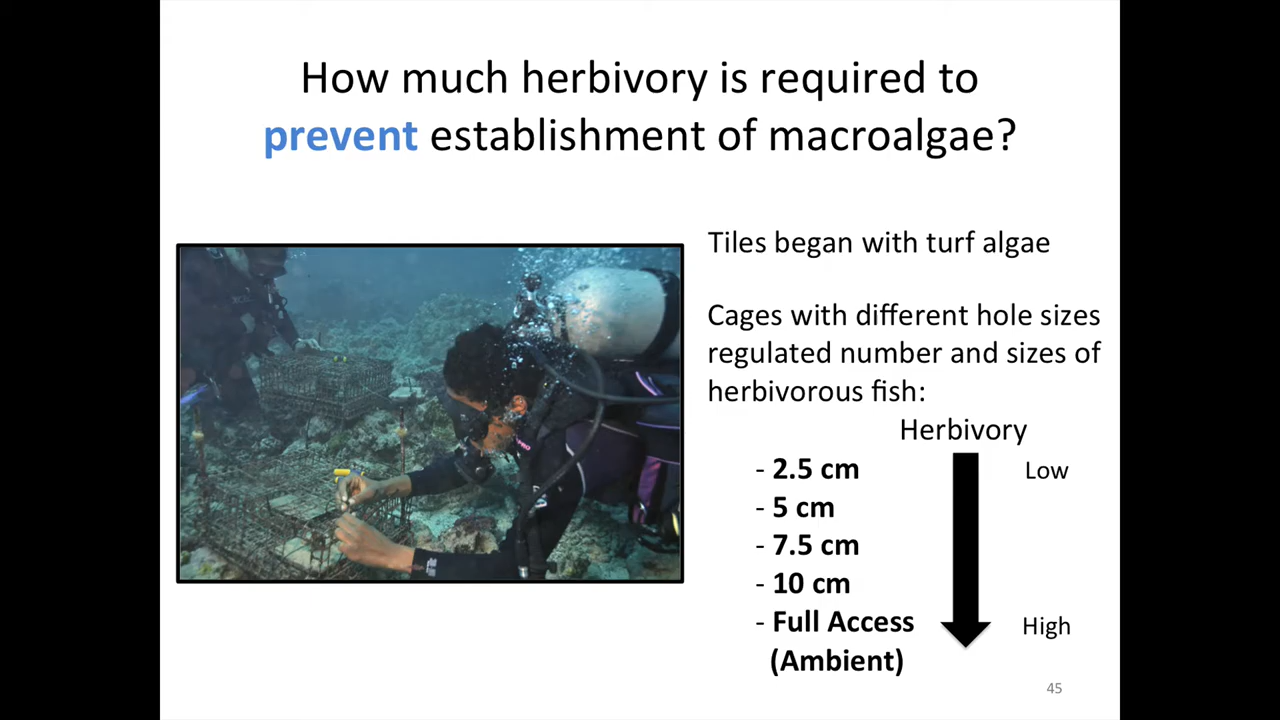 How much herbivory is required to
prevent establishment of macroalgae?
Tiles began with turf algae
Cages with different hole sizes
regulated number and sizes of
herbivorous fish:
Herbivory
- 2.5 cm
Low
- 5 cm
- 7.5 cm
- 10 cm
- Full Access
(Ambient)
High
45